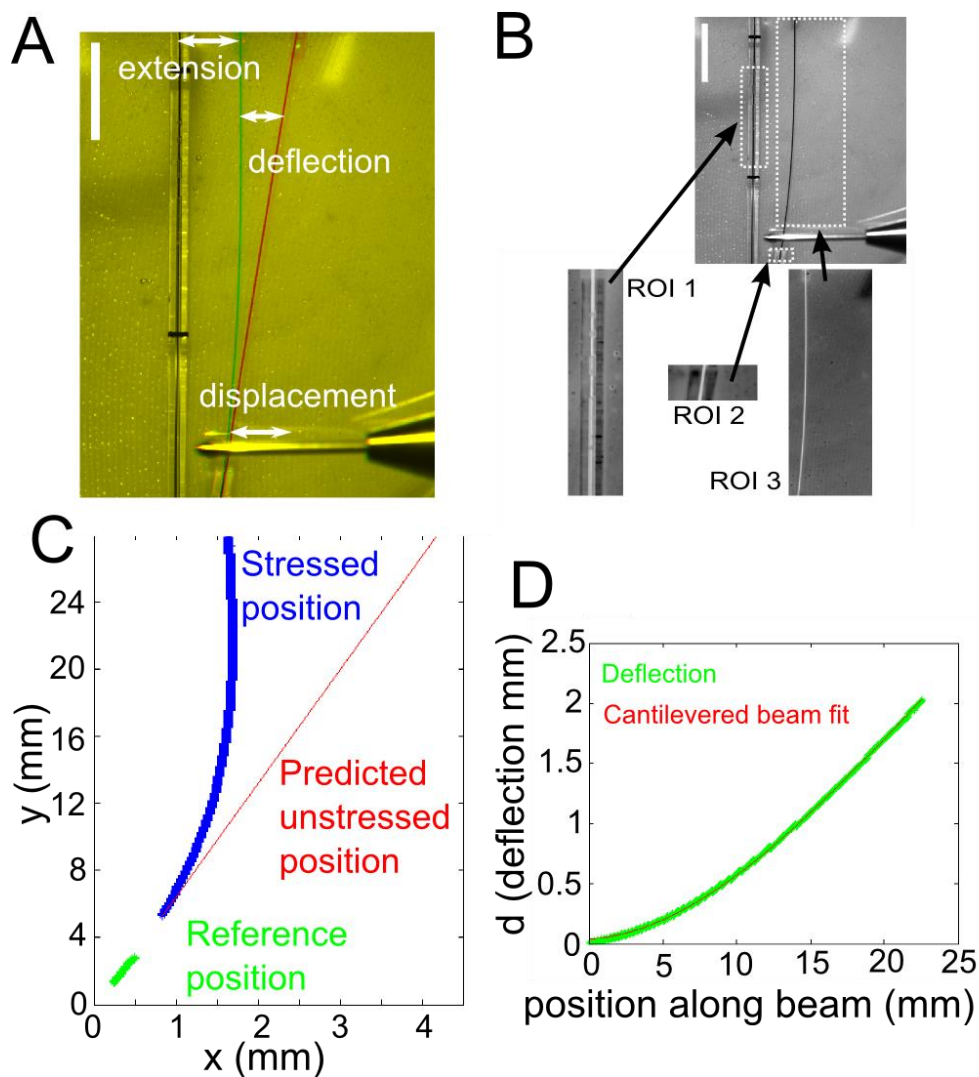 A
extension
deflection
displacement
B
ROI 1
ROI 2
ROI 3
C
Stressed
position
Predicted
unstressed
position
Reference
position
24
20
16
12
8
4
0
y (mm)
0 1 2 3 4
x (mm)
D
Deflection
Cantilevered beam fit
2.5
2
1.5
1
0.5
0
d (deflection mm)
0 5 10 15 20 25
position along beam (mm)